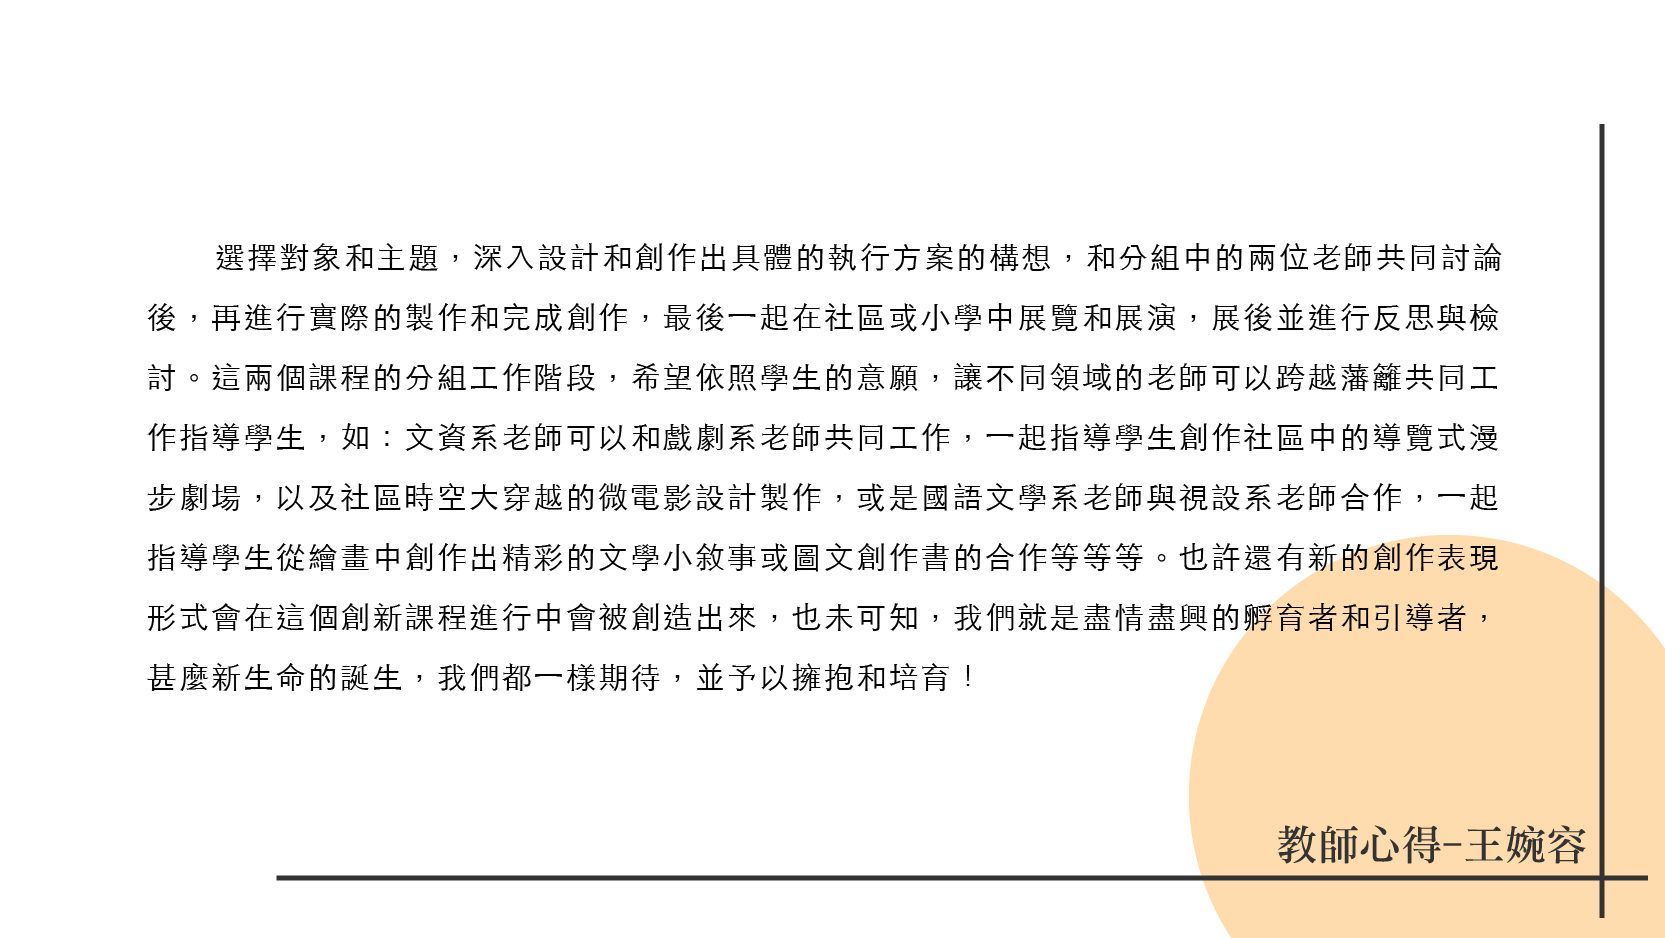 選擇對象和主題，深入設計和創作出具體的執行方案的構想，和分組中的兩位老師共同討論
後，再進行實際的製作和完成創作，最後一起在社區或小學中展覽和展演，展後並進行反思與檢
討。這兩個課程的分組工作階段，希望依照學生的意願，讓不同領域的老師可以跨越藩籬共同工
作指導學生，如：文資系老師可以和戲劇系老師共同工作，一起指導學生創作社區中的導覽式漫
步劇場，以及社區時空大穿越的微電影設計製作，或是國語文學系老師與視設系老師合作，一起
指導學生從繪畫中創作出精彩的文學小敘事或圖文創作書的合作等等等。也許還有新的創作表現
形式會在這個創新課程進行中會被創造出來，也未可知，我們就是盡情盡興的孵育者和引導者，
甚麼新生命的誕生，我們都一樣期待，並予以擁抱和培育！
教師心得-王婉容